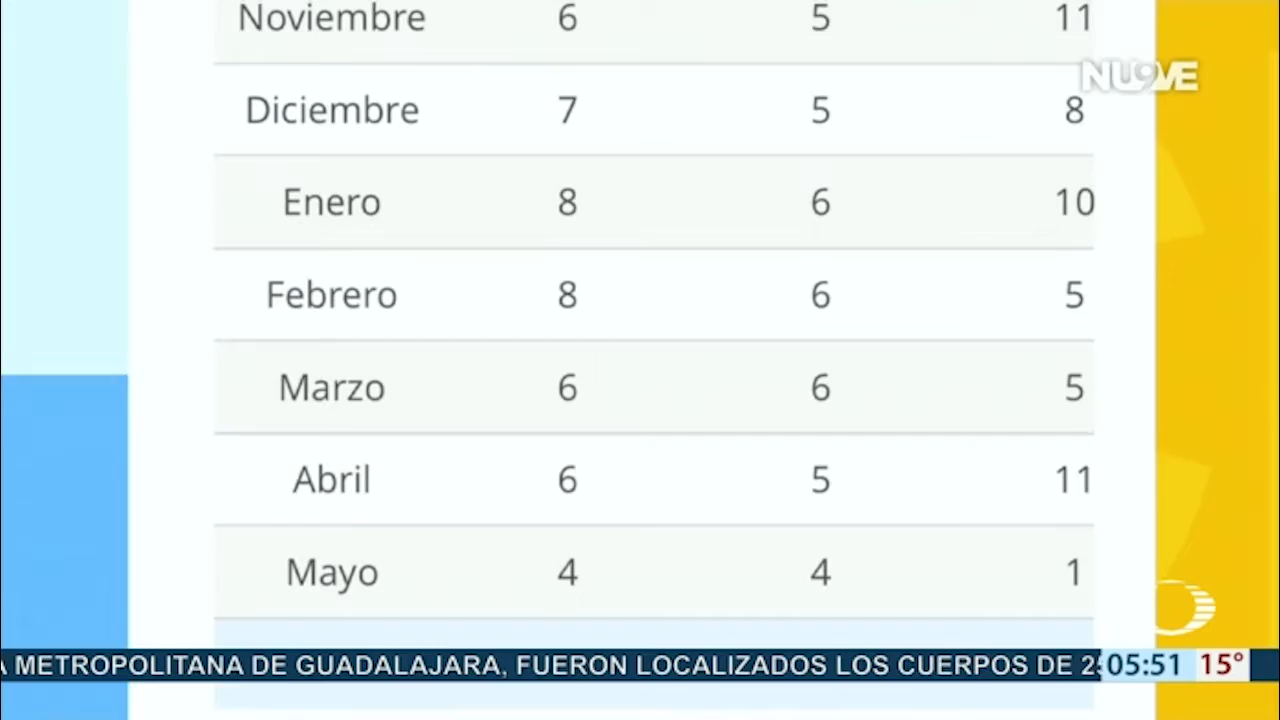 Noviembre 6 5 11
NU9VE
Diciembre 7 5 8
Enero 8 6 10
Febrero 8 6 5
Marzo 6 6 5
Abril 6 5 11
Mayo 4 4 1
METROPOLITANA DE GUADALAJARA, FUERON LOCALIZADOS LOS CUERPOS DE 05:51 15°